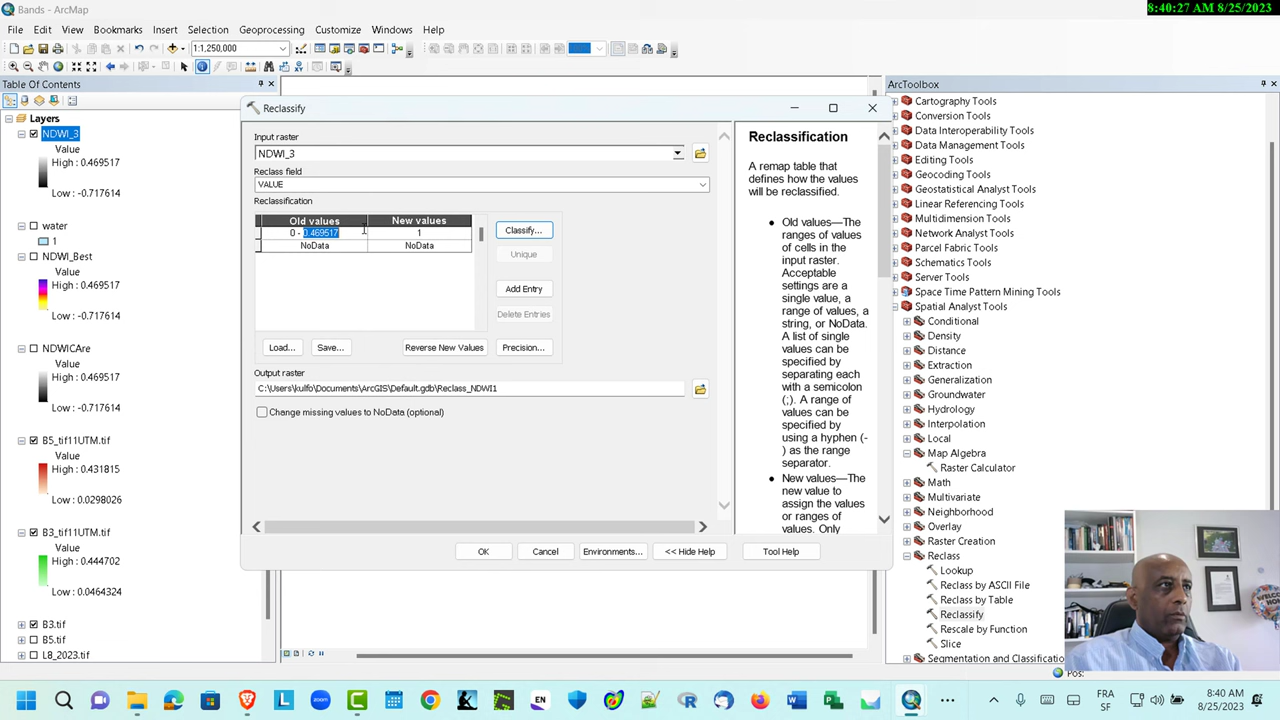 Bands - ArcMap
8:40:27 AM 8/25/2023
File Edit View Bookmarks Insert Selection Geoprocessing Customize Windows Help
1:1,250,000
Table Of Contents
Layers
NDWI_3
Value
High : 0.469517
Low : -0.717614
water
1
NDWI_Best
Value
High : 0.469517
Low : -0.717614
NDWICAre
Value
High : 0.469517
Low : -0.717614
B5_tif11UTM.tif
Value
High : 0.431815
Low : 0.0298026
B3_tif11UTM.tif
Value
High : 0.444702
Low : 0.0464324
B3.tif
B5.tif
L8_2023.tif
Reclassify
Input raster
NDWI_3
Reclass field
VALUE
Reclassification
Old values New values
0 - 0.469517 1
NoData NoData
Classify...
Unique
Add Entry
Delete Entries
Load... Save... Reverse New Values Precision...
Output raster
C:\Users\kulfo\Documents\ArcGIS\Default.gdb\Reclass_NDWI1
Change missing values to NoData (optional)
OK Cancel Environments... << Hide Help Tool Help
Reclassification
A remap table that
defines how the values
will be reclassified.
• Old values—The
ranges of values
of cells in the
input raster.
Acceptable
settings are a
single value, a
range of values, a
string, or NoData.
A list of single
values can be
specified by
separating each
with a semicolon
(;). A range of
values can be
specified by
using a hyphen (-
) as the range
separator.
• New values—The
new value to
assign the values
or ranges of
values. Only
ArcToolbox
Cartography Tools
Conversion Tools
Data Interoperability Tools
Data Management Tools
Editing Tools
Geocoding Tools
Geostatistical Analyst Tools
Linear Referencing Tools
Multidimension Tools
Network Analyst Tools
Parcel Fabric Tools
Schematics Tools
Server Tools
Space Time Pattern Mining Tools
Spatial Analyst Tools
Conditional
Density
Distance
Extraction
Generalization
Groundwater
Hydrology
Interpolation
Local
Map Algebra
Raster Calculator
Math
Multivariate
Neighborhood
Overlay
Raster Creation
Reclass
Lookup
Reclass by ASCII File
Reclass by Table
Reclassify
Rescale by Function
Slice
Segmentation and Classificatio
Pos:
EN
FRA
SF
8:40 AM
8/25/2023